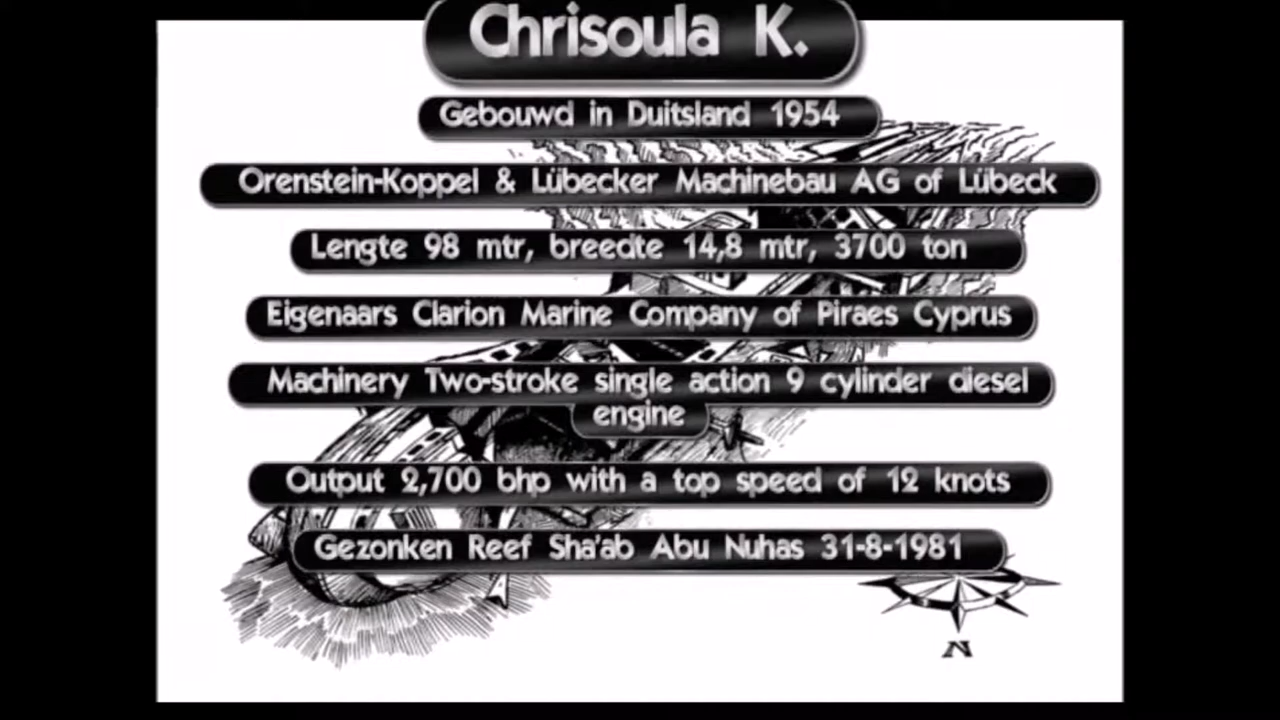 Chrisoula K.
Gebouwd in Duitsland 1954
Orenstein-Koppel & Lübecker Machinebau AG of Lübeck
Lengte 98 mtr, breedte 14,8 mtr, 3700 ton
Eigenaars Clarion Marine Company of Piraes Cyprus
Machinery Two-stroke single action 9 cylinder diesel
engine
Output 2,700 bhp with a top speed of 12 knots
Gezonken Reef Sha'ab Abu Nuhas 31-8-1981
N